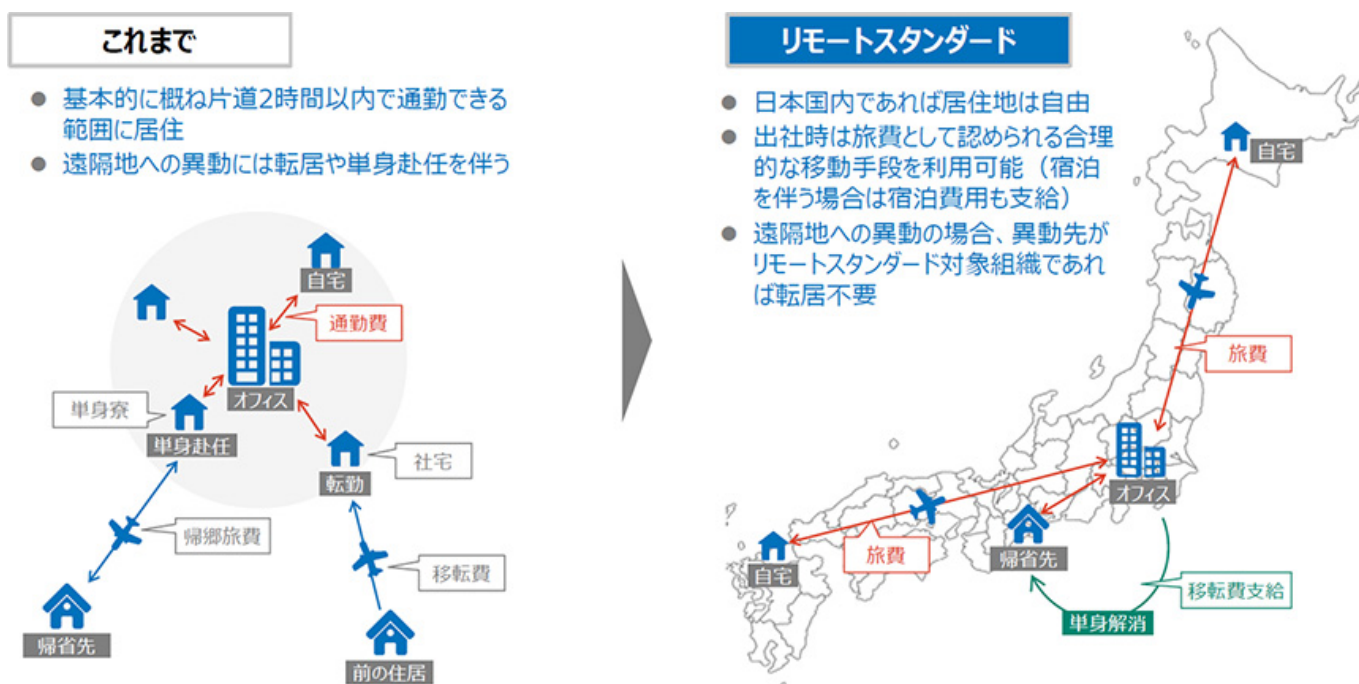 これまで
● 基本的に概ね片道2時間以内で通勤できる
範囲に居住
● 遠隔地への異動には転居や単身赴任を伴う
自宅
通勤費
オフィス
単身寮
単身赴任
社宅
転勤
帰郷旅費
移転費
帰省先
前の住居
リモートスタンダード
● 日本国内であれば居住地は自由
● 出社時は旅費として認められる合理
的な移動手段を利用可能（宿泊
を伴う場合は宿泊費用も支給）
● 遠隔地への異動の場合、異動先が
リモートスタンダード対象組織であれ
ば転居不要
自宅
旅費
オフィス
旅費
帰省先
自宅
移転費支給
単身解消